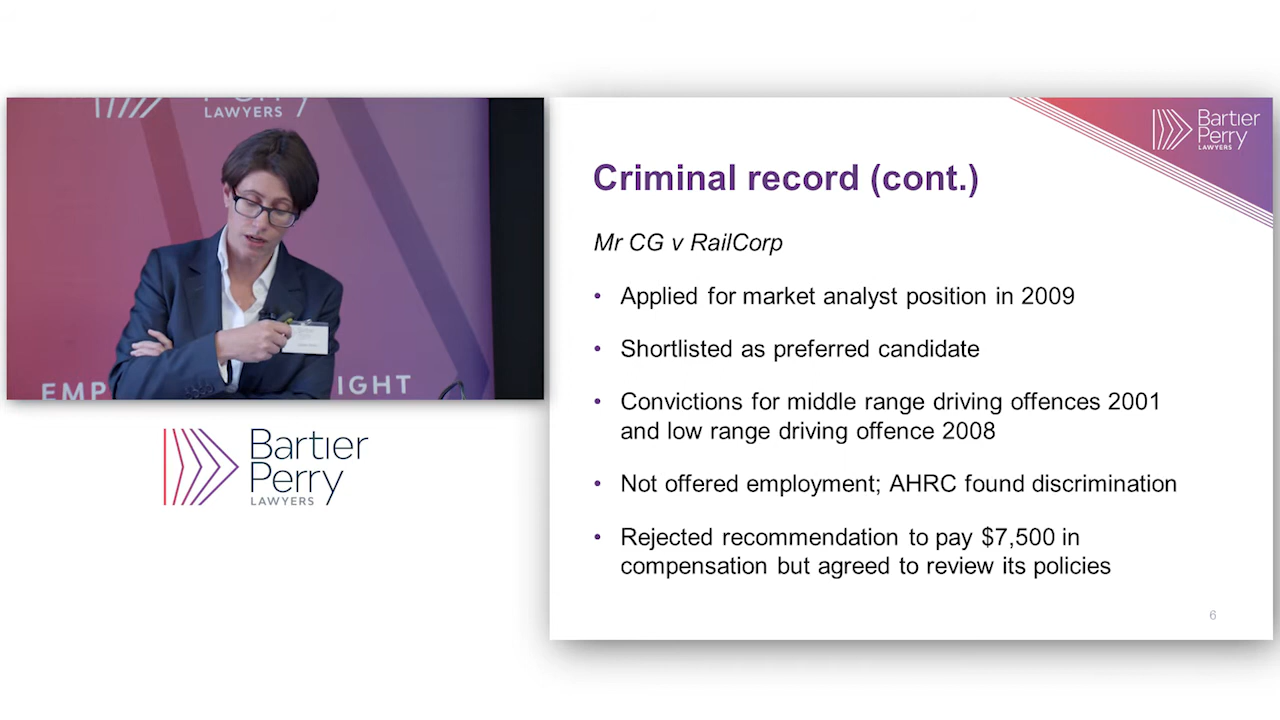 LAWYERS
EMP IGHT
Bartier
Perry
LAWYERS
Bartier
Perry
LAWYERS
Criminal record (cont.)
Mr CG v RailCorp
• Applied for market analyst position in 2009
• Shortlisted as preferred candidate
• Convictions for middle range driving offences 2001
and low range driving offence 2008
• Not offered employment; AHRC found discrimination
• Rejected recommendation to pay $7,500 in
compensation but agreed to review its policies
6